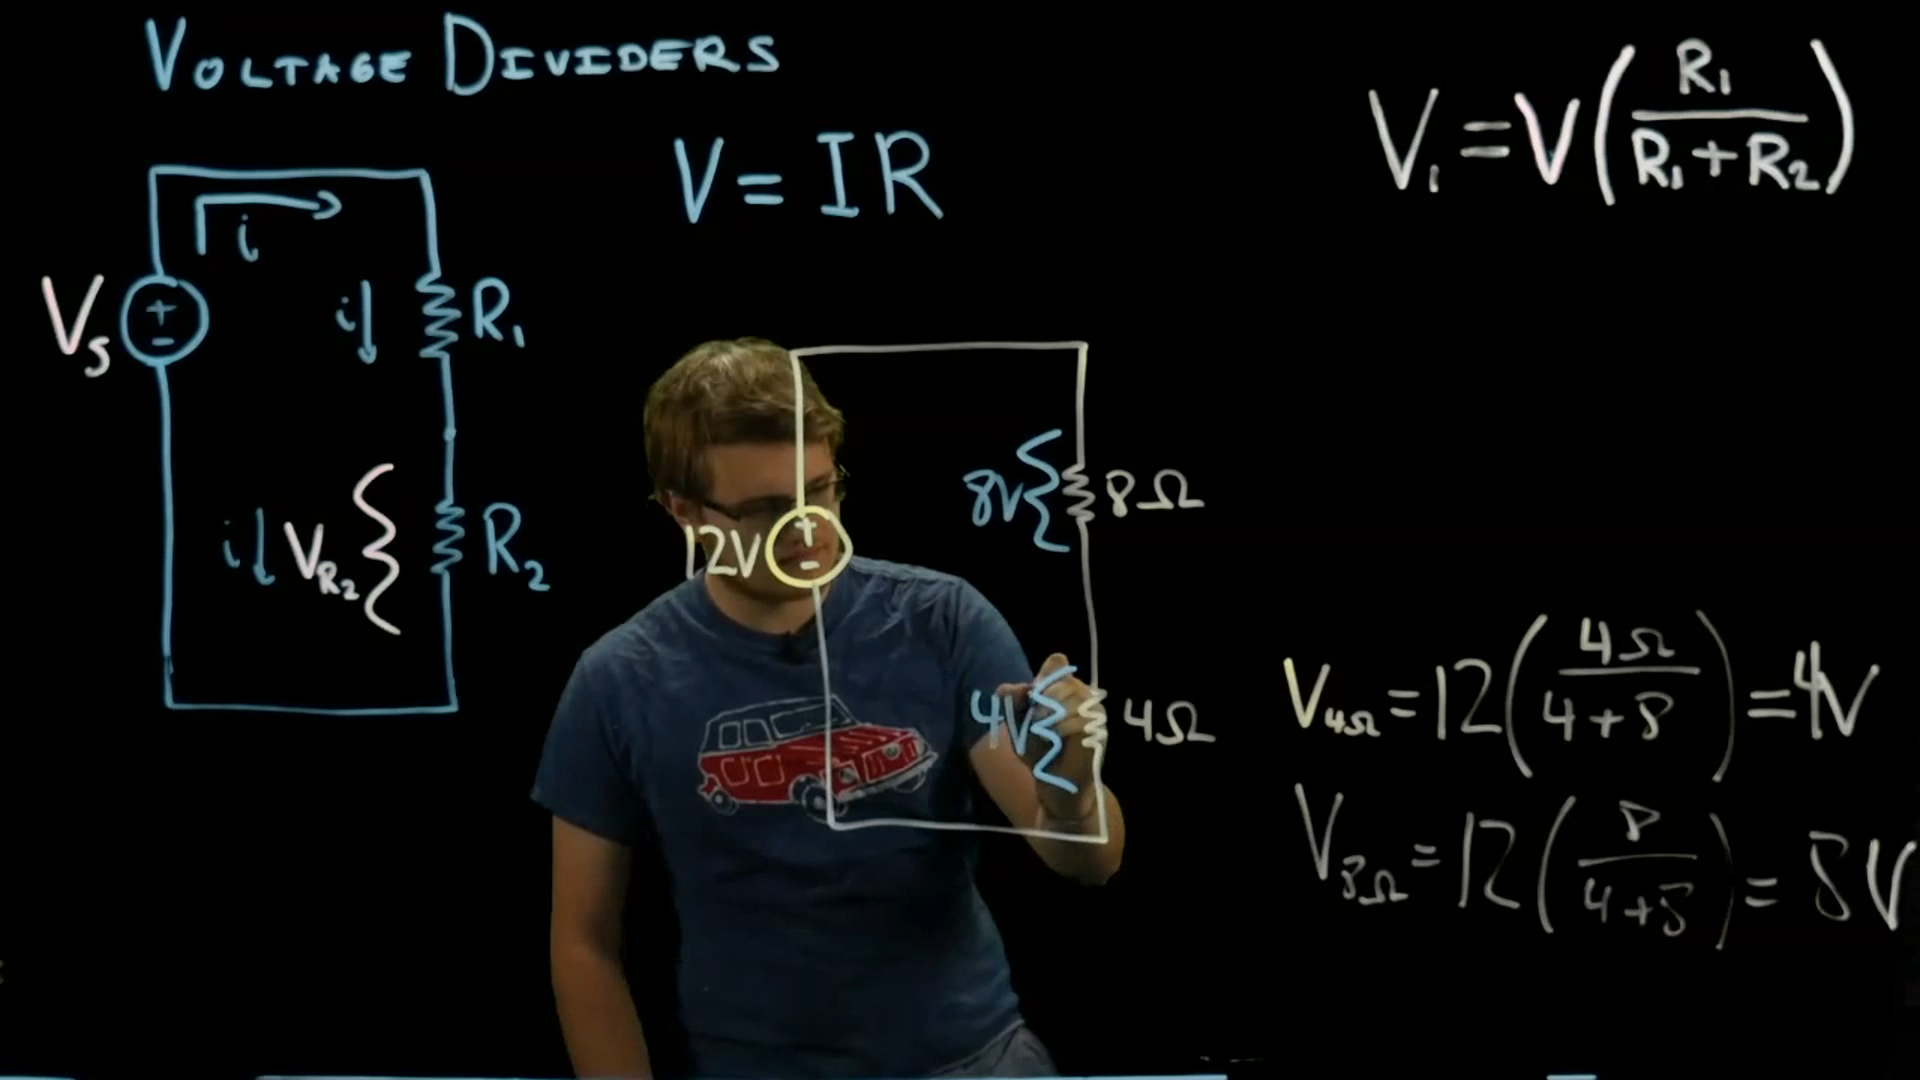 VOLTAGE DIVIDERS
V = IR
V₁ = V(R₁/(R₁+R₂))
i
Vs
+
-
i
R₁
i
V_R₂
R₂
12V
+
-
8V
8Ω
4V
4Ω
V₄Ω = 12(4Ω/(4+8)) = 4V
V₈Ω = 12(8/(4+8)) = 8V